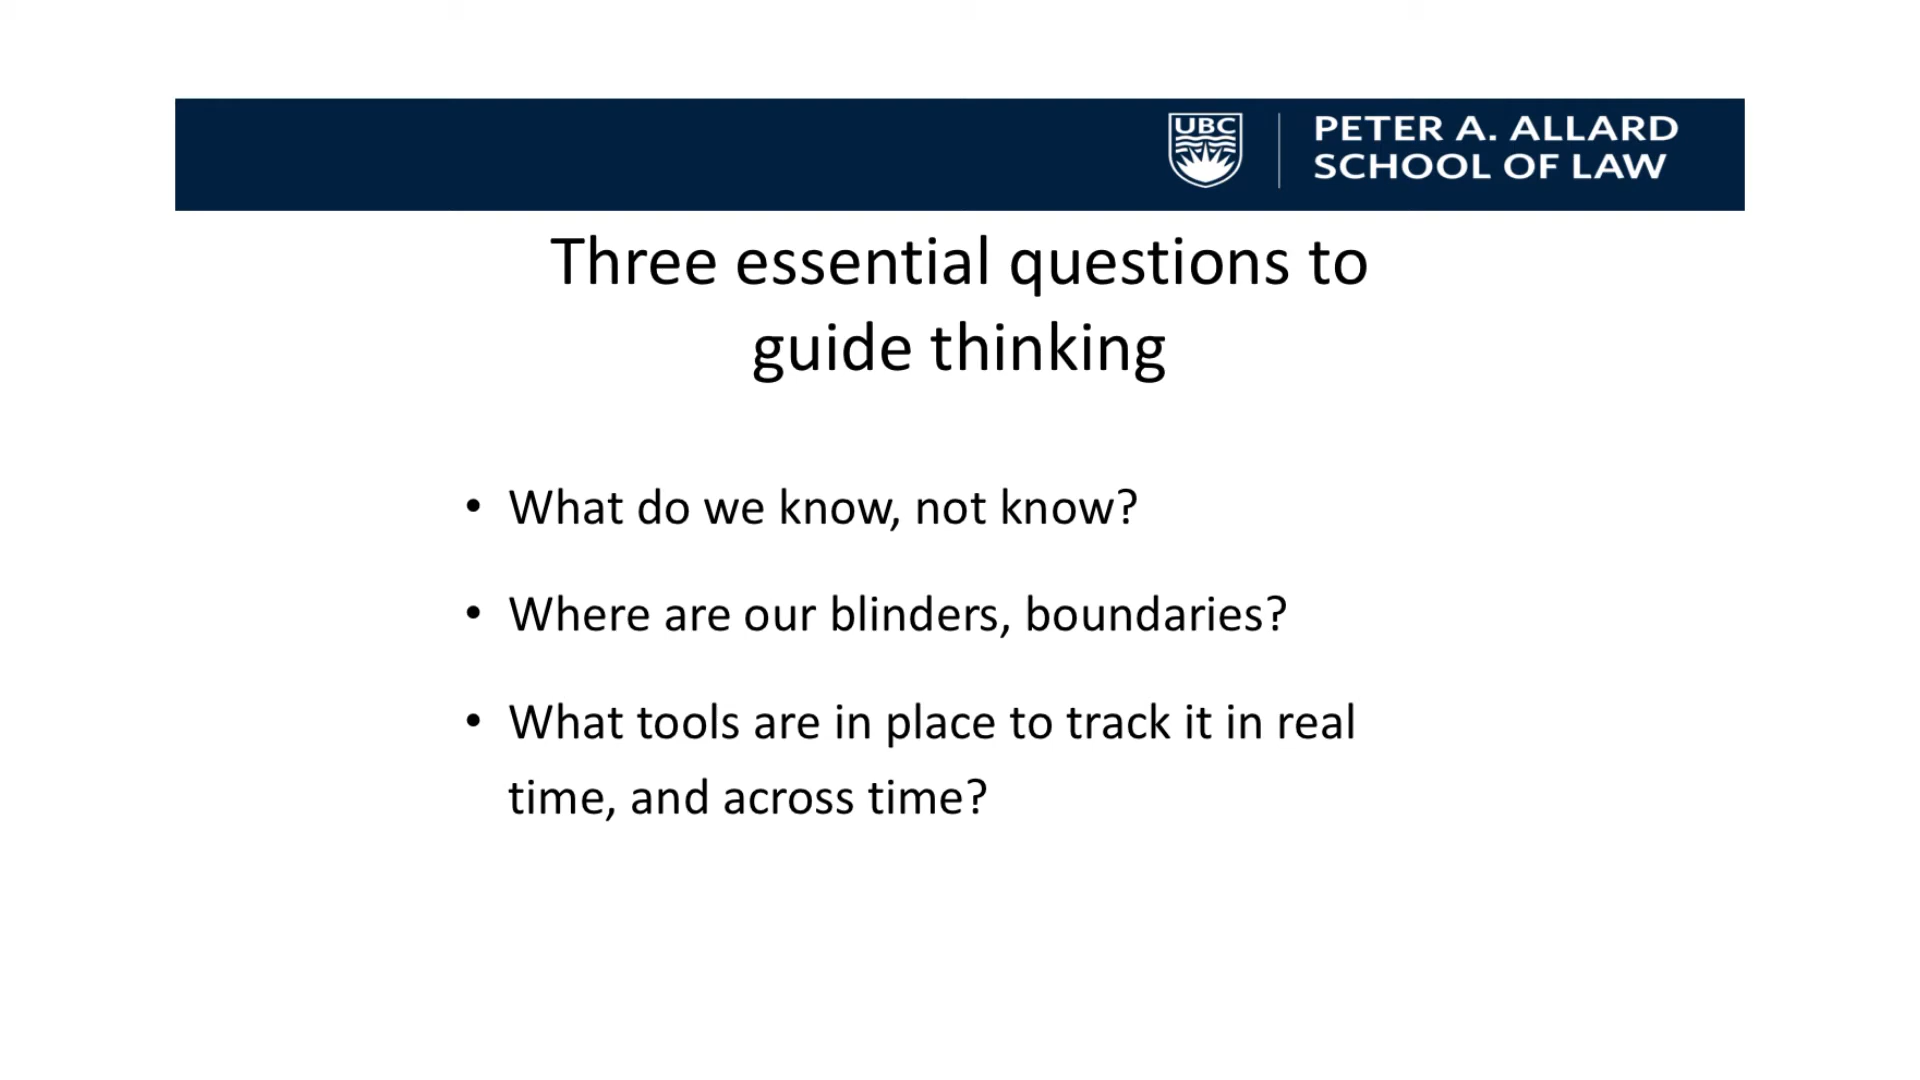 UBC
PETER A. ALLARD
SCHOOL OF LAW
Three essential questions to
guide thinking
• What do we know, not know?
• Where are our blinders, boundaries?
• What tools are in place to track it in real
time, and across time?